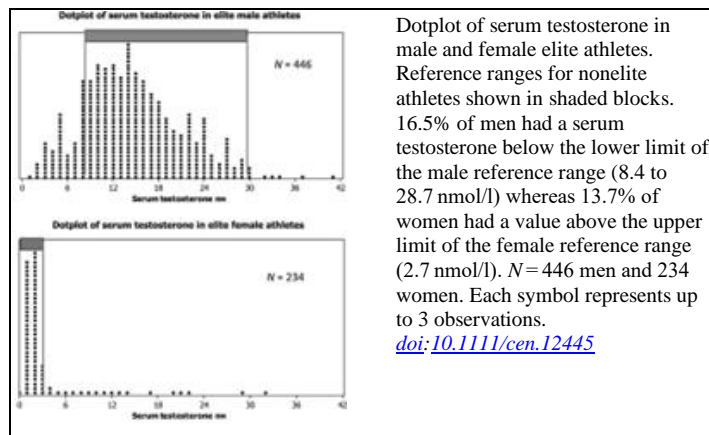 Dotplot of serum testosterone in elite male athletes
N = 446
0 6 12 18 24 30 36 42
Serum testosterone nm
Dotplot of serum testosterone in elite female athletes
N = 234
0 6 12 18 24 30 36 42
Serum testosterone nm
Dotplot of serum testosterone in
male and female elite athletes.
Reference ranges for nonelite
athletes shown in shaded blocks.
16.5% of men had a serum
testosterone below the lower limit of
the male reference range (8.4 to
28.7 nmol/l) whereas 13.7% of
women had a value above the upper
limit of the female reference range
(2.7 nmol/l). N = 446 men and 234
women. Each symbol represents up
to 3 observations.
doi:10.1111/cen.12445